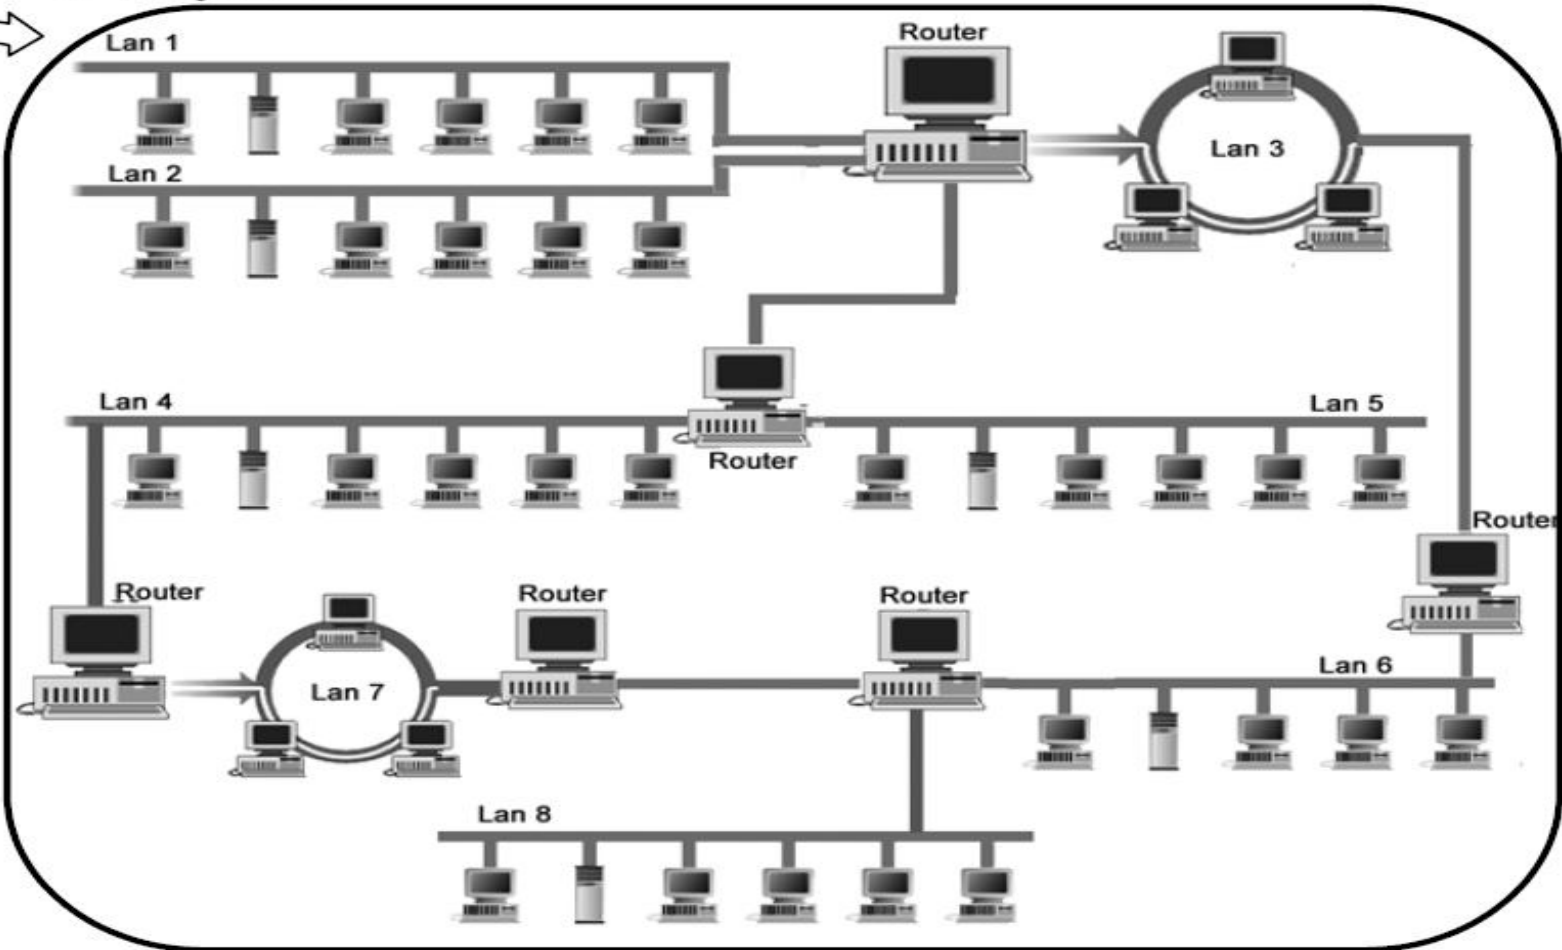 Router
Lan 1
Lan 3
Lan 2
Lan 4
Lan 5
Router
Router
Router
Router
Router
Lan 6
Lan 7
Lan 8